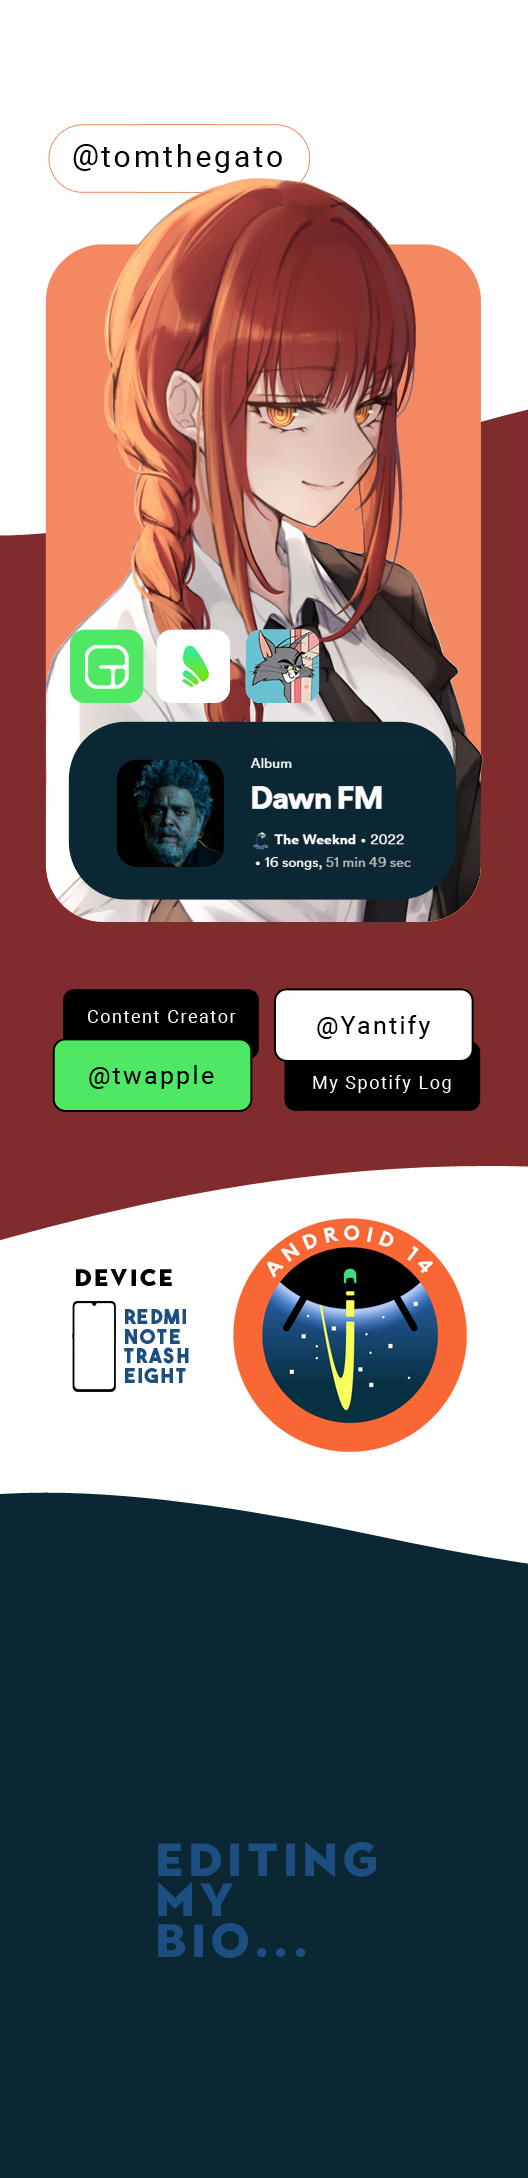 @tomthegato
Album
Dawn FM
The Weeknd • 2022
• 16 songs, 51 min 49 sec
Content Creator
@twapple
@Yantify
My Spotify Log
DEVICE
REDMI
NOTE
TRASH
EIGHT
ANDROID 14
EDITING
MY
BIO...